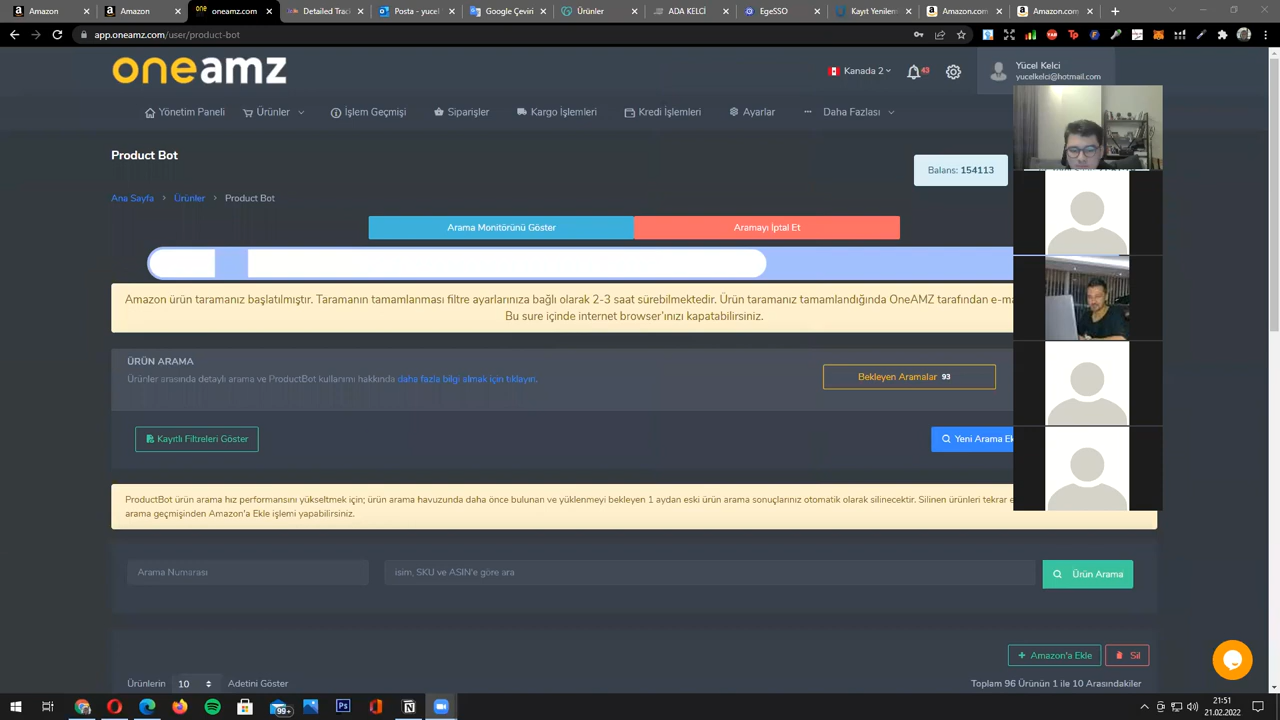 Amazon
Amazon
one
Detailed Track
Posta – yucel
Google Çeviri
Ürünler
ADA KELCİ
EgeSSO
Kayıt Yenilem
Amazon.com
Amazon.com
app.oneamz.com/user/product-bot
oneamz
Kanada 2
43
Yücel Kelci
yucelkelci@hotmail.com
Yönetim Paneli
Ürünler
İşlem Geçmişi
Siparişler
Kargo İşlemleri
Kredi İşlemleri
Ayarlar
Daha Fazlası
Product Bot
Balans: 154113
Ana Sayfa
Ürünler
Product Bot
Arama Monitörünü Göster
Aramayı İptal Et
Amazon ürün taramanız başlatılmıştır. Taramanın tamamlanması filtre ayarlarınıza bağlı olarak 2-3 saat sürebilmektedir. Ürün taramanız tamamlandığında OneAMZ tarafından e-ma
Bu sure içinde internet browser'ınızı kapatabilirsiniz.
ÜRÜN ARAMA
Ürünler arasında detaylı arama ve ProductBot kullanımı hakkında daha fazla bilgi almak için tıklayın.
Bekleyen Aramalar 93
Kayıtlı Filtreleri Göster
Yeni Arama Ek
ProductBot ürün arama hız performansını yükseltmek için; ürün arama havuzunda daha önce bulunan ve yüklenmeyi bekleyen 1 aydan eski ürün arama sonuçlarınız otomatik olarak silinecektir. Silinen ürünleri tekrar e
arama geçmişinden Amazon'a Ekle işlemi yapabilirsiniz.
Arama Numarası
isim, SKU ve ASIN'e göre ara
Ürün Arama
Amazon'a Ekle
Sil
Ürünlerin 10 Adetini Göster
Toplam 96 Ürünün 1 ile 10 Arasındakiler
99+
21:51
21.02.2022